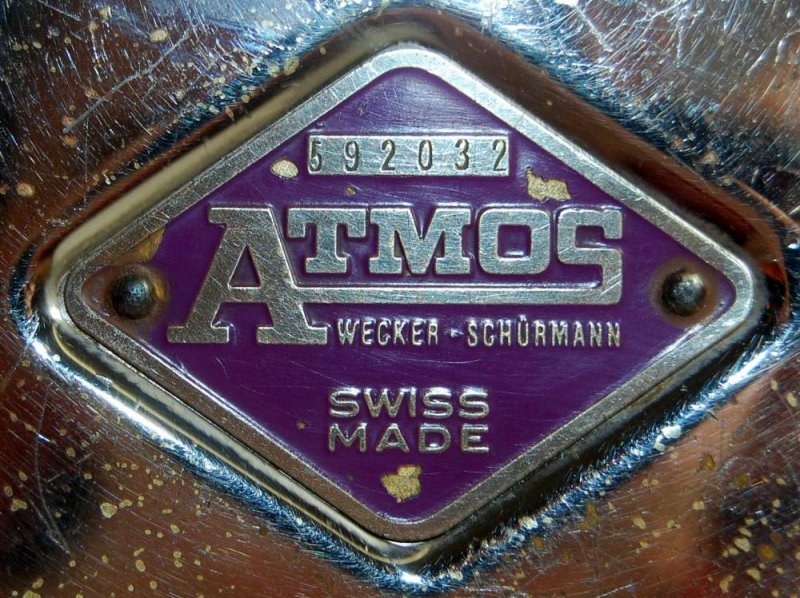 592032
ATMOS
WECKER - SCHÜRMANN
SWISS
MADE